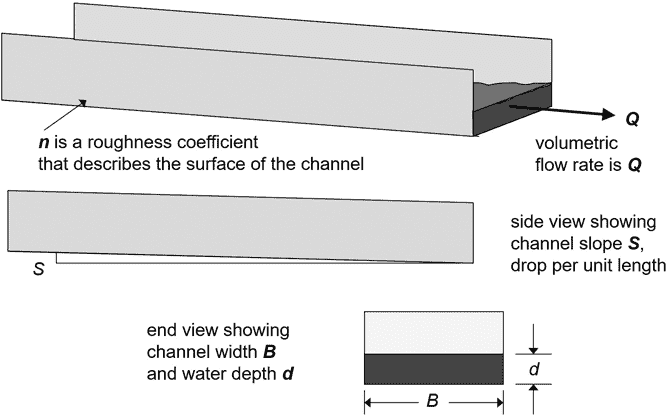 Q
n is a roughness coefficient
that describes the surface of the channel
volumetric
flow rate is Q
S
side view showing
channel slope S,
drop per unit length
end view showing
channel width B
and water depth d
d
B